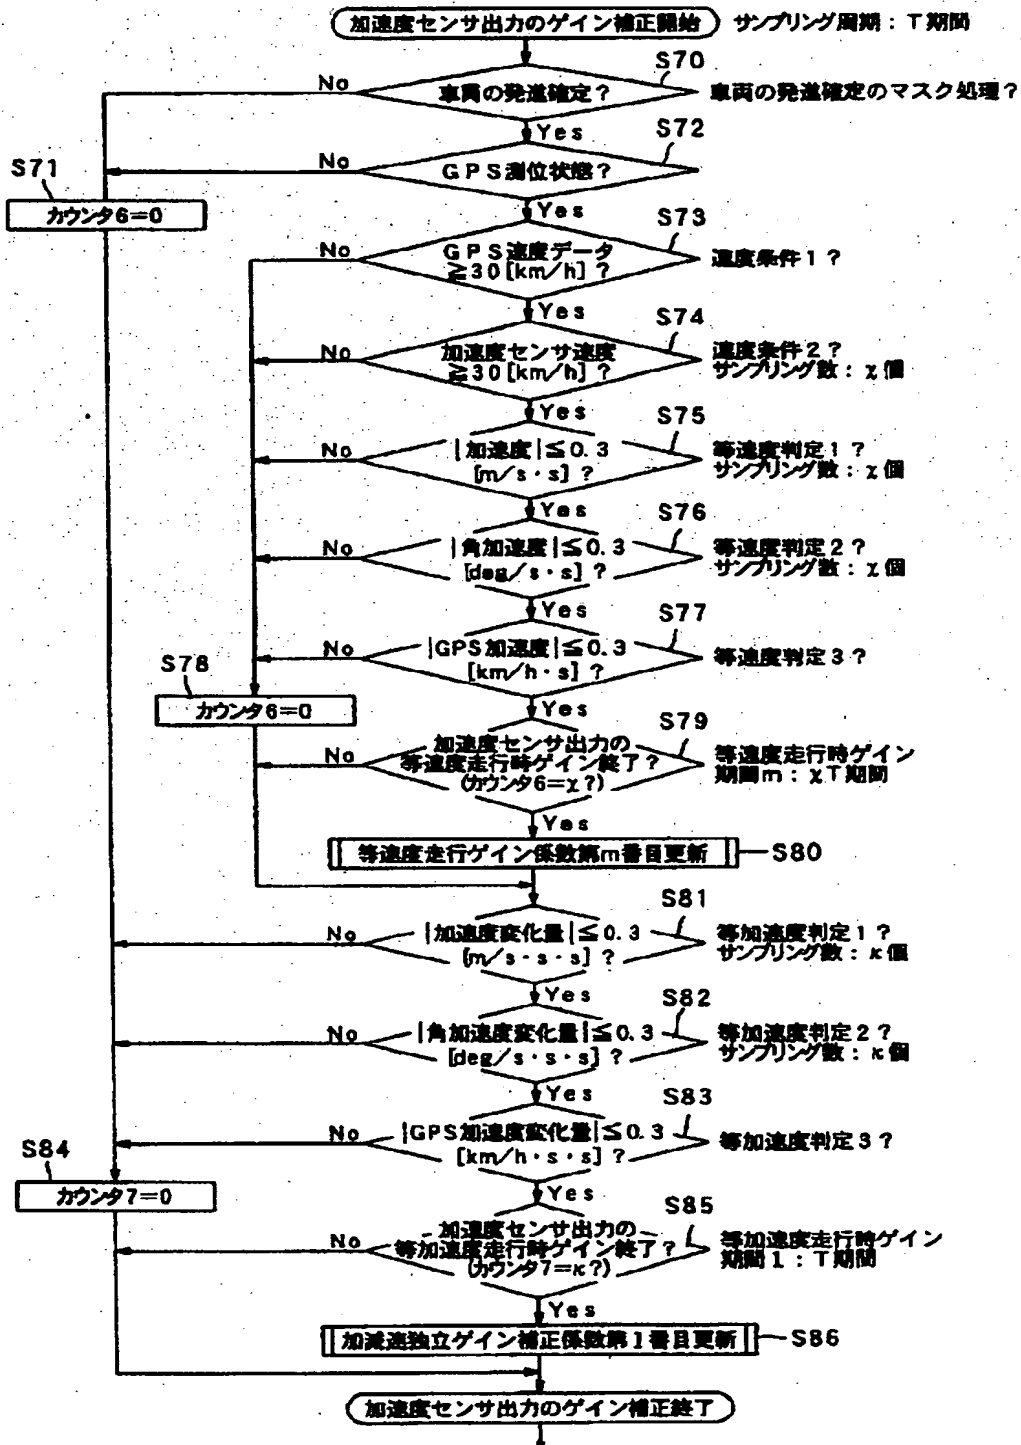 加速度センサ出力のゲイン補正開始 サンプリング周期：T期間
S70
No
車両の発進確定？ 車両の発進確定のマスク処理？
Yes
S72
S71
No
GPS測位状態？
カウンタ6=0
Yes
S73
No
GPS速度データ
≧30[km/h]？
速度条件1？
Yes
S74
No
加速度センサ速度
≧30[km/h]？
速度条件2？
サンプリング数：χ個
Yes
S75
No
|加速度|≦0.3
[m/s・s]？
等速度判定1？
サンプリング数：χ個
Yes
S76
No
|角加速度|≦0.3
[deg/s・s]？
等速度判定2？
サンプリング数：χ個
Yes
S77
No
|GPS加速度|≦0.3
[km/h・s]？
等速度判定3？
S78
カウンタ6=0
Yes
S79
No
加速度センサ出力の
等速度走行時ゲイン終了？
(カウンタ6=χ?)
等速度走行時ゲイン
期間m：χT期間
Yes
等速度走行ゲイン係数第m番目更新 S80
S81
No
|加速度変化量|≦0.3
[m/s・s・s]？
等加速度判定1？
サンプリング数：κ個
Yes
S82
No
|角加速度変化量|≦0.3
[deg/s・s・s]？
等加速度判定2？
サンプリング数：κ個
Yes
S83
No
|GPS加速度変化量|≦0.3
[km/h・s・s]？
等加速度判定3？
S84
カウンタ7=0
Yes
S85
No
加速度センサ出力の
等加速度走行時ゲイン終了？
(カウンタ7=κ?)
等加速度走行時ゲイン
期間1：T期間
Yes
加減速独立ゲイン補正係数第1番目更新 S86
加速度センサ出力のゲイン補正終了